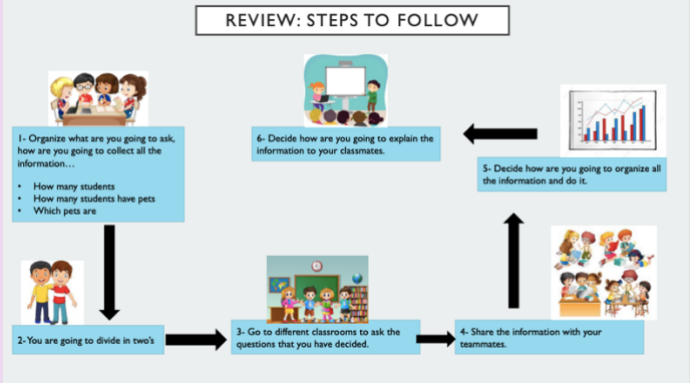 REVIEW: STEPS TO FOLLOW
1- Organize what are you going to ask,
how are you going to collect all the
information...
• How many students
• How many students have pets
• Which pets are
2- You are going to divide in two's
3- Go to different classrooms to ask the
questions that you have decided.
4- Share the information with your
teammates.
5- Decide how are you going to organize all
the information and do it.
6- Decide how are you going to explain the
information to your classmates.